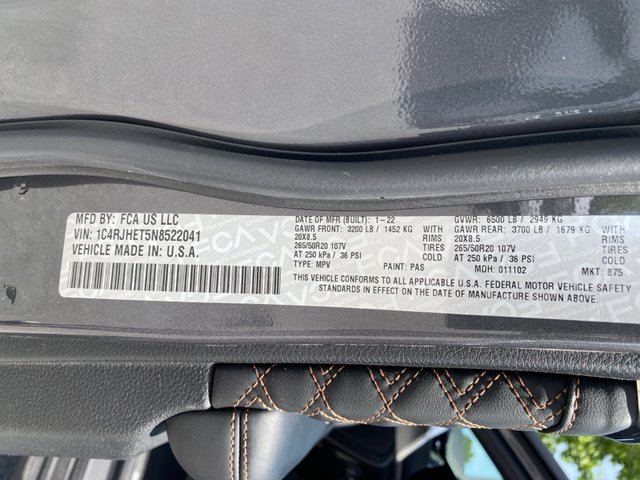 MFD BY: FCA US LLC
VIN: 1C4RJHET5N8522041
VEHICLE MADE IN: U.S.A.
DATE OF MFR (BUILT): 1-22 GVWR: 6500 LB / 2949 KG
GAWR FRONT: 3200 LB / 1452 KG GAWR REAR: 3700 LB / 1679 KG
20X8.5 RIMS 20X8.5 RIMS
265/50R20 107V TIRES 265/50R20 107V TIRES
AT 250 kPa / 36 PSI COLD AT 250 kPa / 36 PSI COLD
TYPE: MPV PAINT: PAS MDH: 011102 MKT: 875
THIS VEHICLE CONFORMS TO ALL APPLICABLE U.S.A. FEDERAL MOTOR VEHICLE SAFETY
STANDARDS IN EFFECT ON THE DATE OF MANUFACTURE SHOWN ABOVE.